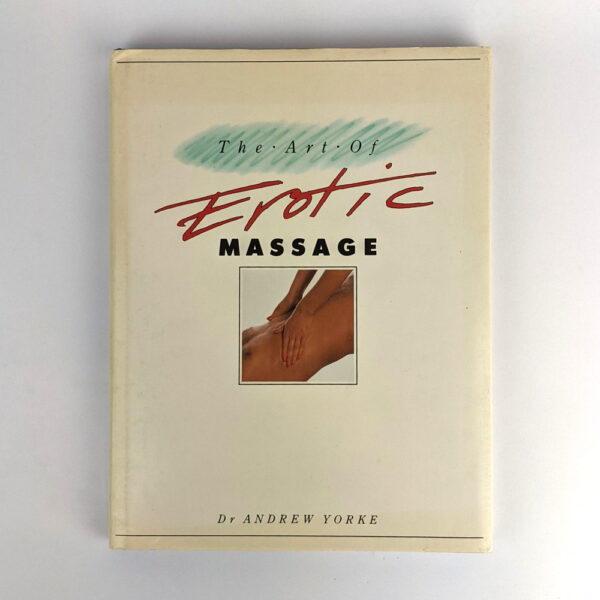 The·Art·Of
Erotic
MASSAGE
Dr ANDREW YORKE